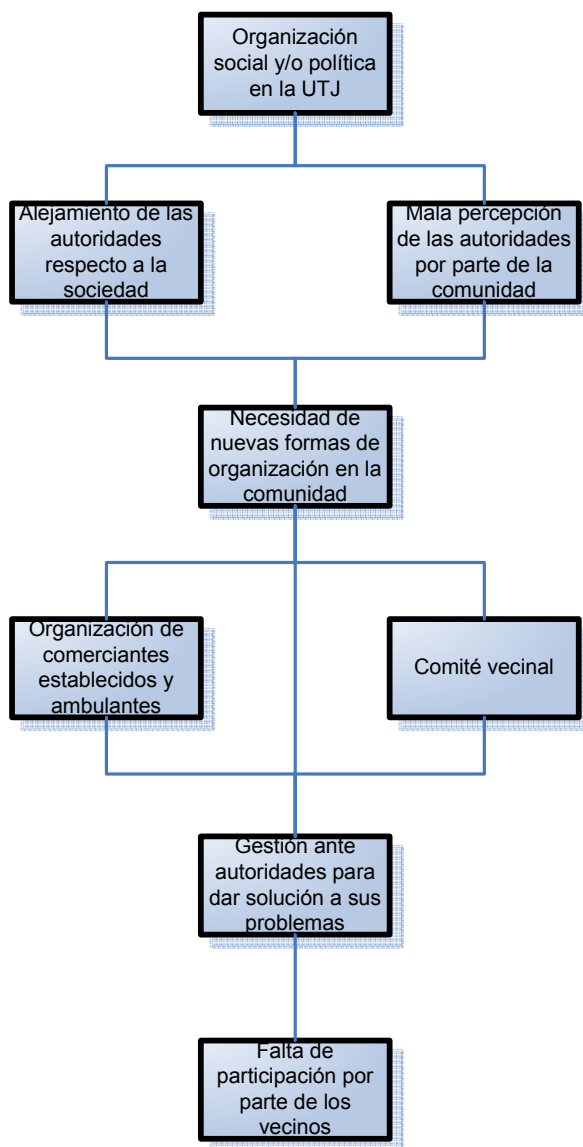 Organización
social y/o política
en la UTJ
Alejamiento de las
autoridades
respecto a la
sociedad
Mala percepción
de las autoridades
por parte de la
comunidad
Necesidad de
nuevas formas de
organización en la
comunidad
Organización de
comerciantes
establecidos y
ambulantes
Comité vecinal
Gestión ante
autoridades para
dar solución a sus
problemas
Falta de
participación por
parte de los
vecinos